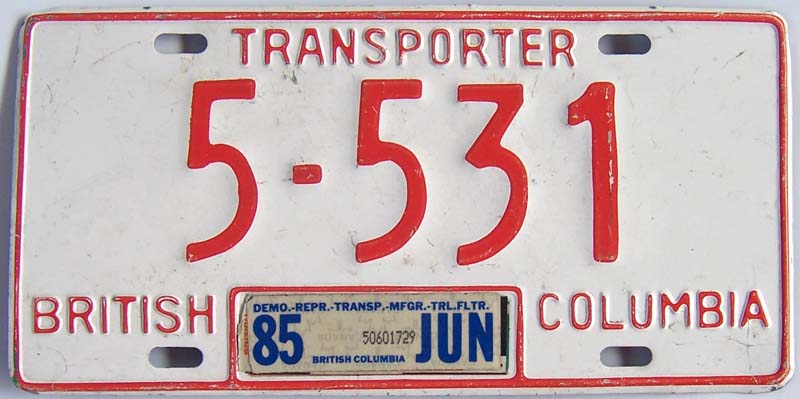 TRANSPORTER
5-531
BRITISH COLUMBIA
DEMO.-REPR.-TRANSP.-MFGR.-TRL.FLTR.
85 50601729 JUN
BRITISH COLUMBIA